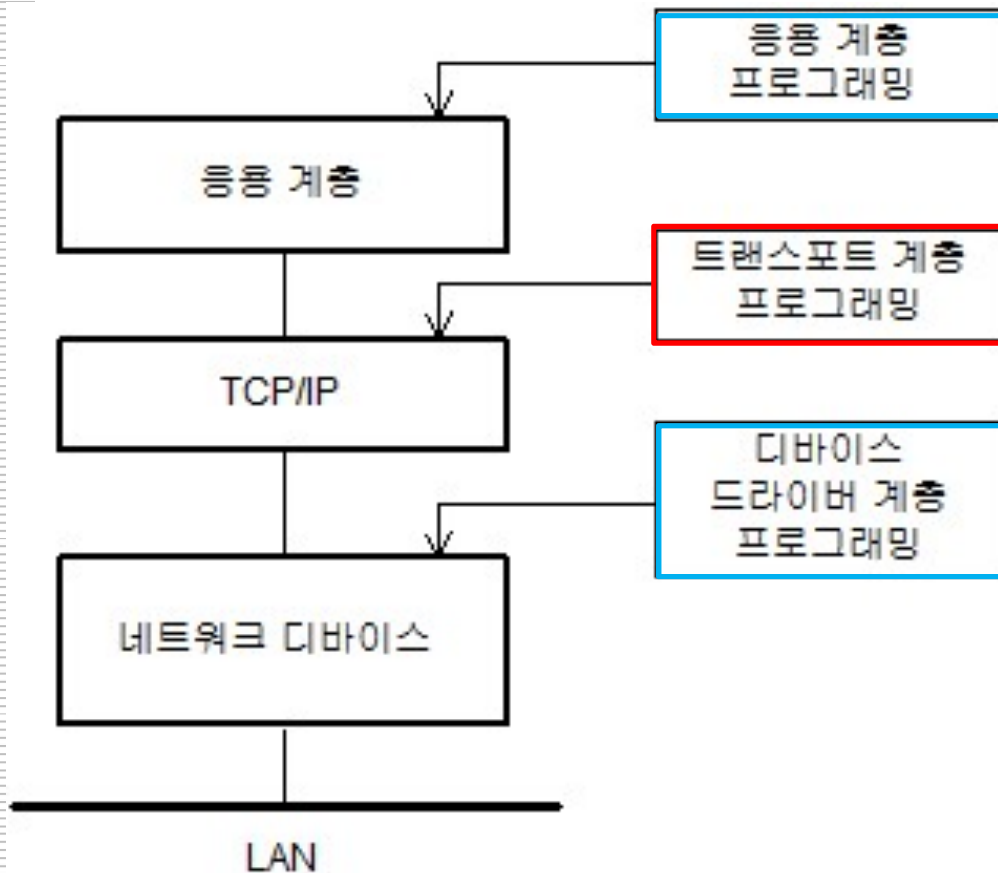 응용 계층
프로그래밍
응용 계층
트랜스포트 계층
프로그래밍
TCP/IP
디바이스
드라이버 계층
프로그래밍
네트워크 디바이스
LAN